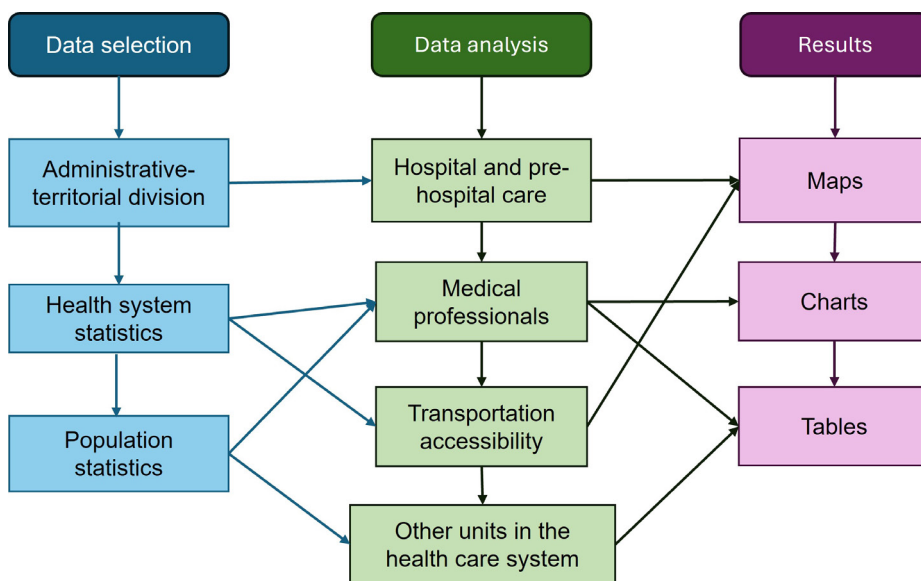 Data selection
Data analysis
Results
Administrative-
territorial division
Hospital and pre-
hospital care
Maps
Health system
statistics
Medical
professionals
Charts
Population
statistics
Transportation
accessibility
Tables
Other units in the
health care system